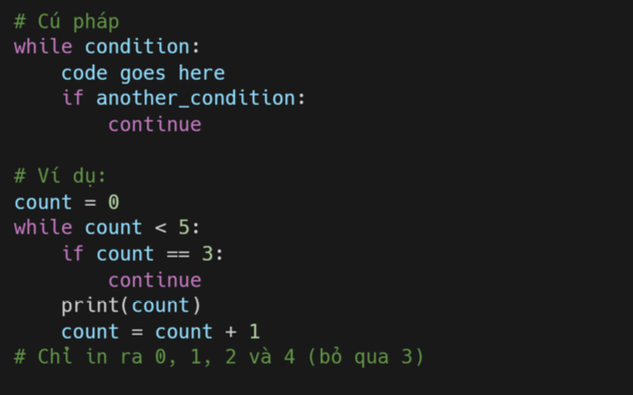 # Cú pháp
while condition:
    code goes here
    if another_condition:
        continue

# Ví dụ:
count = 0
while count < 5:
    if count == 3:
        continue
    print(count)
    count = count + 1
# Chỉ in ra 0, 1, 2 và 4 (bỏ qua 3)